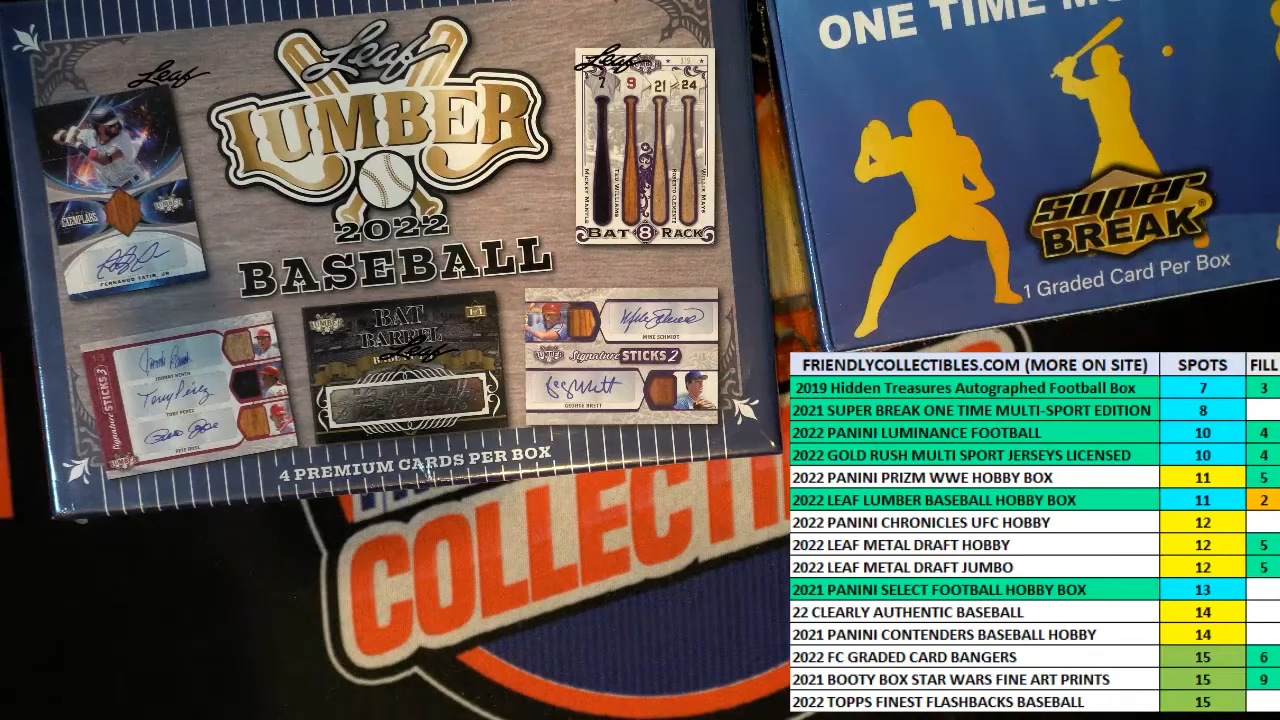 Leaf
Leaf
LUMBER
2022
BASEBALL
EXEMPLARS
FERNANDO TATIS, JR.
Leaf
7 9 21 24
MICKEY MANTLE
TED WILLIAMS
ROBERTO CLEMENTE
WILLIE MAYS
BAT 8 RACK
Signature STICKS 3
JOHNNY BENCH
TONY PEREZ
PETE ROSE
BAT
BARREL
Leaf
1/1
MIKE SCHMIDT
Signature STICKS 2
GEORGE BRETT
4 PREMIUM CARDS PER BOX
ONE TIME
SUPER
BREAK
1 Graded Card Per Box
COLLECTI
FRIENDLYCOLLECTIBLES.COM (MORE ON SITE) SPOTS FILL
2019 Hidden Treasures Autographed Football Box 7 3
2021 SUPER BREAK ONE TIME MULTI-SPORT EDITION 8
2022 PANINI LUMINANCE FOOTBALL 10 4
2022 GOLD RUSH MULTI SPORT JERSEYS LICENSED 10 4
2022 PANINI PRIZM WWE HOBBY BOX 11 5
2022 LEAF LUMBER BASEBALL HOBBY BOX 11 2
2022 PANINI CHRONICLES UFC HOBBY 12
2022 LEAF METAL DRAFT HOBBY 12 5
2022 LEAF METAL DRAFT JUMBO 12 5
2021 PANINI SELECT FOOTBALL HOBBY BOX 13
22 CLEARLY AUTHENTIC BASEBALL 14
2021 PANINI CONTENDERS BASEBALL HOBBY 14
2022 FC GRADED CARD BANGERS 15 6
2021 BOOTY BOX STAR WARS FINE ART PRINTS 15 9
2022 TOPPS FINEST FLASHBACKS BASEBALL 15